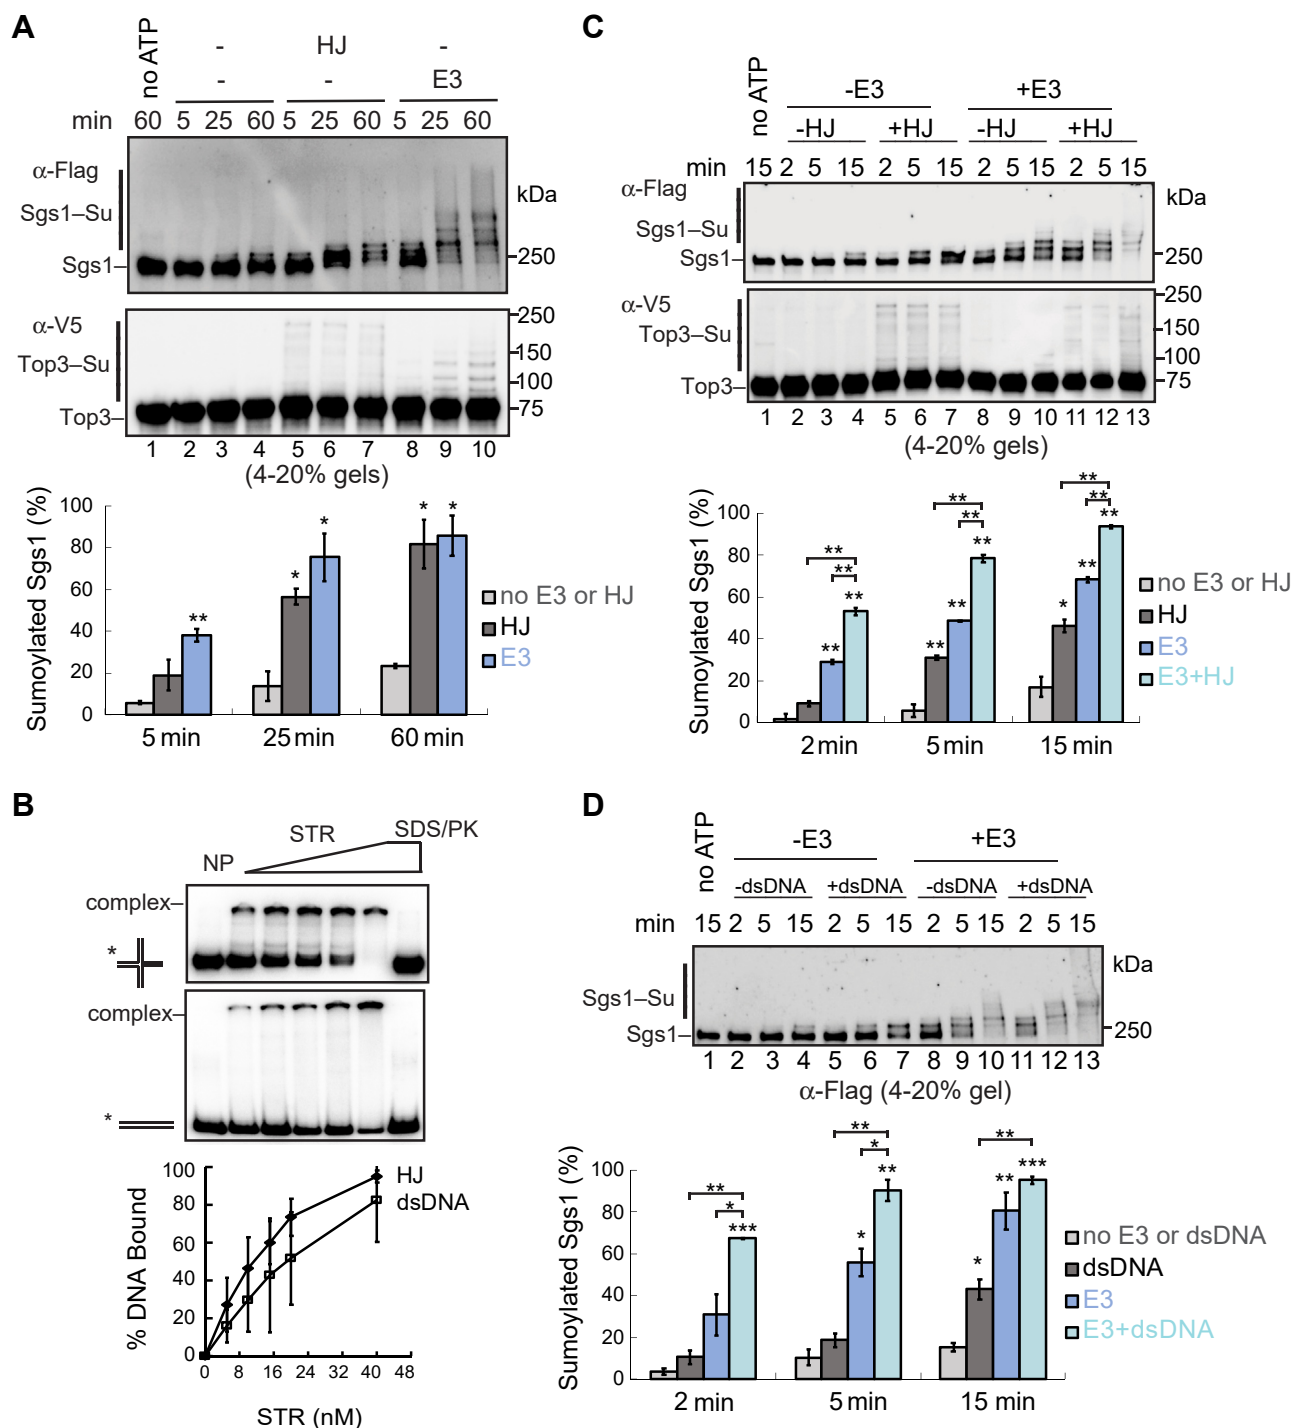 A
no ATP
- HJ -
- - E3
min 60 5 25 60 5 25 60 5 25 60
α-Flag
kDa
Sgs1–Su
250
Sgs1–
α-V5
250
Top3–Su
150
100
75
Top3–
1 2 3 4 5 6 7 8 9 10
(4-20% gels)
Sumoylated Sgs1 (%)
100
80
60
40
20
0
** * * * *
5 min 25 min 60 min
no E3 or HJ
HJ
E3
B
NP STR SDS/PK
complex–
*
complex–
*
% DNA Bound
100
80
60
40
20
0
HJ
dsDNA
0 8 16 24 32 40 48
STR (nM)
C
no ATP
-E3 +E3
-HJ +HJ -HJ +HJ
min 15 2 5 15 2 5 15 2 5 15 2 5 15
α-Flag
kDa
Sgs1–Su
Sgs1–
250
α-V5
250
Top3–Su
150
100
75
Top3–
1 2 3 4 5 6 7 8 9 10 11 12 13
(4-20% gels)
Sumoylated Sgs1 (%)
100
80
60
40
20
0
** ** ** **
** ** ** ** **
** ** ** ** *
2 min 5 min 15 min
no E3 or HJ
HJ
E3
E3+HJ
D
no ATP
-E3 +E3
-dsDNA +dsDNA -dsDNA +dsDNA
min 15 2 5 15 2 5 15 2 5 15 2 5 15
kDa
Sgs1–Su
Sgs1–
250
1 2 3 4 5 6 7 8 9 10 11 12 13
α-Flag (4-20% gel)
Sumoylated Sgs1 (%)
100
80
60
40
20
0
** * ***
** * ** *
** *** ** *
2 min 5 min 15 min
no E3 or dsDNA
dsDNA
E3
E3+dsDNA